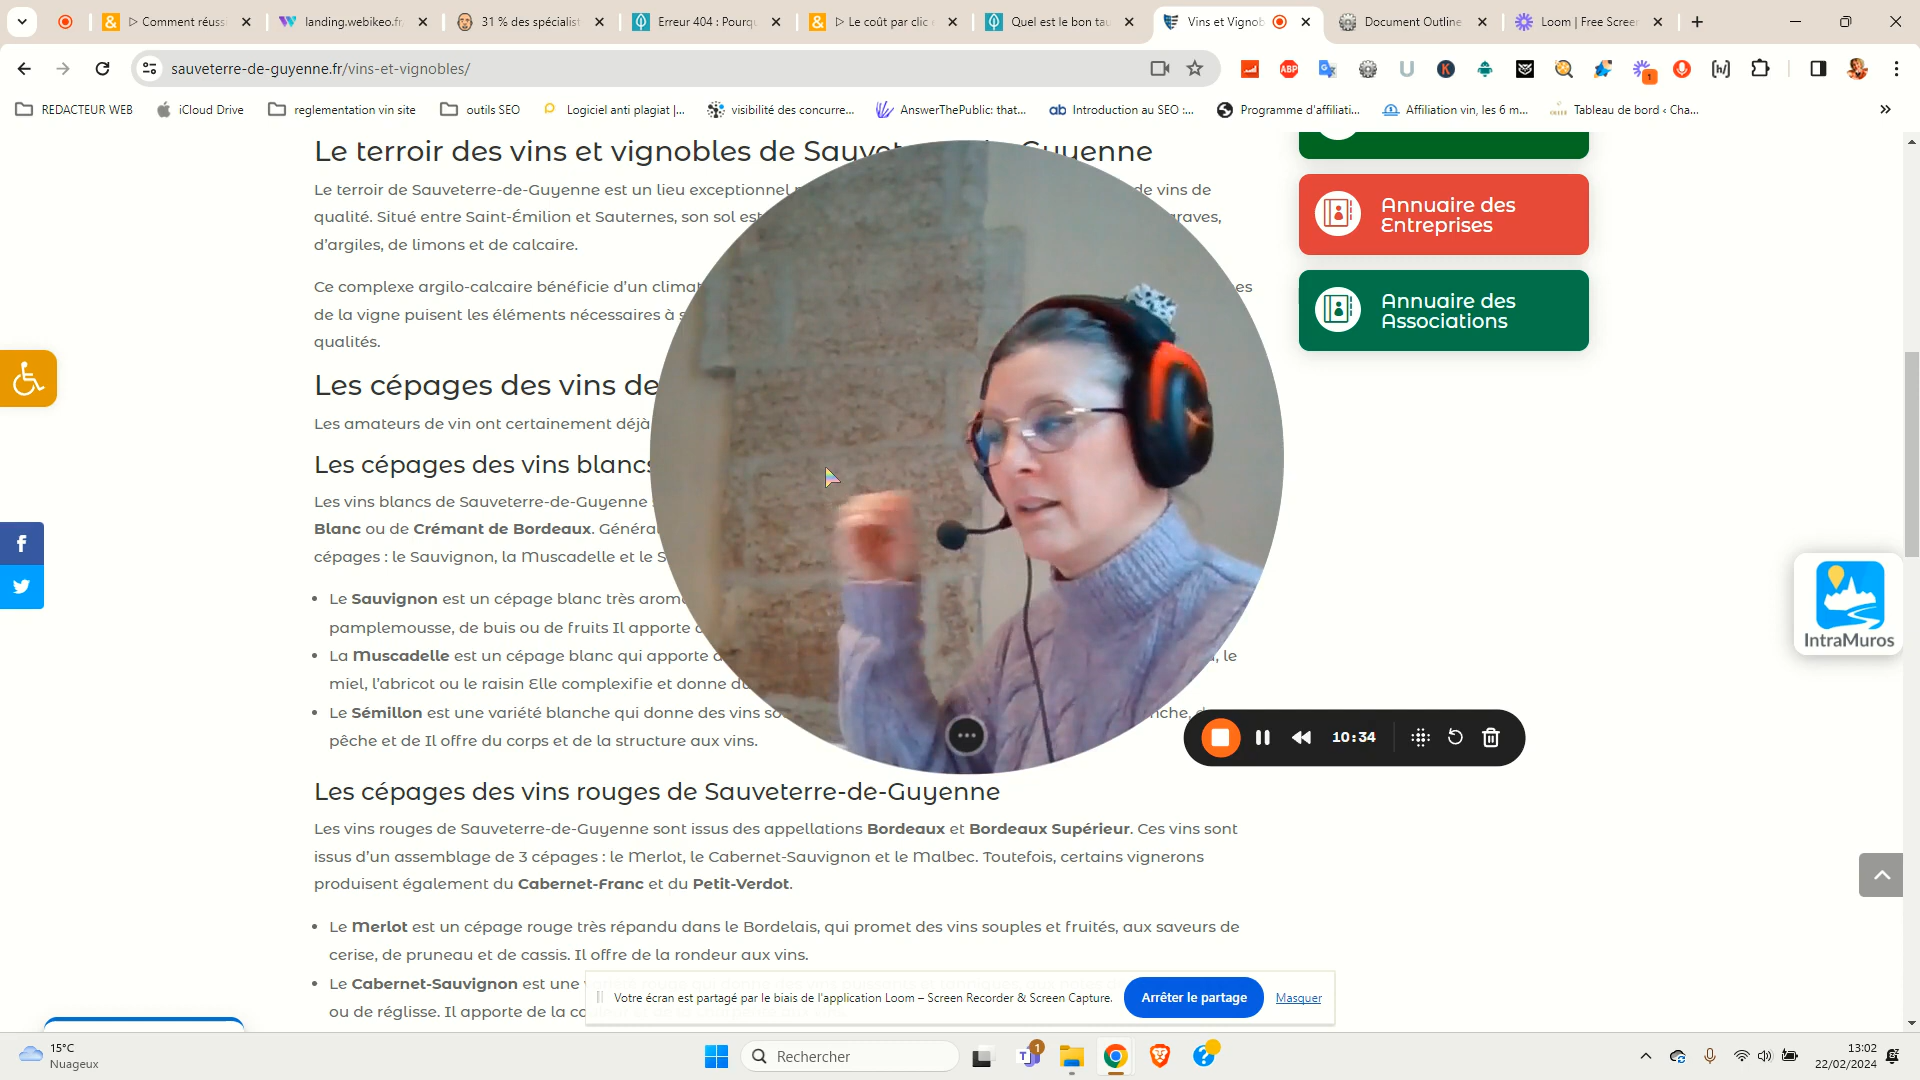 ▷ Comment réussi
landing.webikeo.fr
31 % des spécialist
Erreur 404 : Pourqu
▷ Le coût par clic
Quel est le bon tau
Vins et Vignob
Document Outline
Loom | Free Screen
sauveterre-de-guyenne.fr/vins-et-vignobles/
ABP
1
REDACTEUR WEB
iCloud Drive
reglementation vin site
outils SEO
Logiciel anti plagiat |...
visibilité des concurre...
AnswerThePublic: that...
ab
Introduction au SEO :...
Programme d'affiliati...
Affiliation vin, les 6 m...
Tableau de bord ‹ Cha...
Le terroir des vins et vignobles de Sauveterre-de-Guyenne
Le terroir de Sauveterre-de-Guyenne est un lieu exceptionnel de vins de
qualité. Situé entre Saint-Émilion et Sauternes, son sol est graves,
d'argiles, de limons et de calcaire.
Ce complexe argilo-calcaire bénéficie d'un climat es
de la vigne puisent les éléments nécessaires à s
qualités.
Annuaire des
Entreprises
Annuaire des
Associations
Les cépages des vins de
Les amateurs de vin ont certainement déjà
Les cépages des vins blancs
Les vins blancs de Sauveterre-de-Guyenne
Blanc ou de Crémant de Bordeaux. Général
cépages : le Sauvignon, la Muscadelle et le S
• Le Sauvignon est un cépage blanc très arom
pamplemousse, de buis ou de fruits Il apporte
• La Muscadelle est un cépage blanc qui apporte , le
miel, l'abricot ou le raisin Elle complexifie et donne du
• Le Sémillon est une variété blanche qui donne des vins so nche, d
pêche et de Il offre du corps et de la structure aux vins.
IntraMuros
10:34
Les cépages des vins rouges de Sauveterre-de-Guyenne
Les vins rouges de Sauveterre-de-Guyenne sont issus des appellations Bordeaux et Bordeaux Supérieur. Ces vins sont
issus d'un assemblage de 3 cépages : le Merlot, le Cabernet-Sauvignon et le Malbec. Toutefois, certains vignerons
produisent également du Cabernet-Franc et du Petit-Verdot.
• Le Merlot est un cépage rouge très répandu dans le Bordelais, qui promet des vins souples et fruités, aux saveurs de
cerise, de pruneau et de cassis. Il offre de la rondeur aux vins.
• Le Cabernet-Sauvignon est une
ou de réglisse. Il apporte de la
Votre écran est partagé par le biais de l'application Loom – Screen Recorder & Screen Capture.
Arrêter le partage
Masquer
15°C
Nuageux
Rechercher
1
13:02
22/02/2024